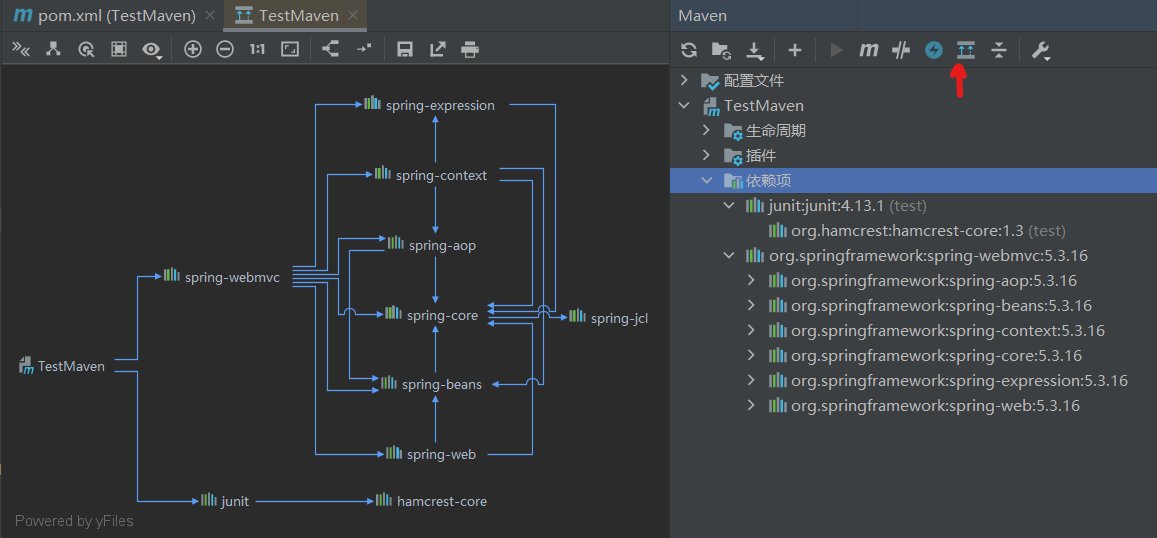 pom.xml (TestMaven)
TestMaven
1:1
spring-expression
spring-context
spring-aop
spring-webmvc
spring-core
spring-jcl
TestMaven
spring-beans
spring-web
junit
hamcrest-core
Powered by yFiles
Maven
配置文件
TestMaven
生命周期
插件
依赖项
junit:junit:4.13.1 (test)
org.hamcrest:hamcrest-core:1.3 (test)
org.springframework:spring-webmvc:5.3.16
org.springframework:spring-aop:5.3.16
org.springframework:spring-beans:5.3.16
org.springframework:spring-context:5.3.16
org.springframework:spring-core:5.3.16
org.springframework:spring-expression:5.3.16
org.springframework:spring-web:5.3.16